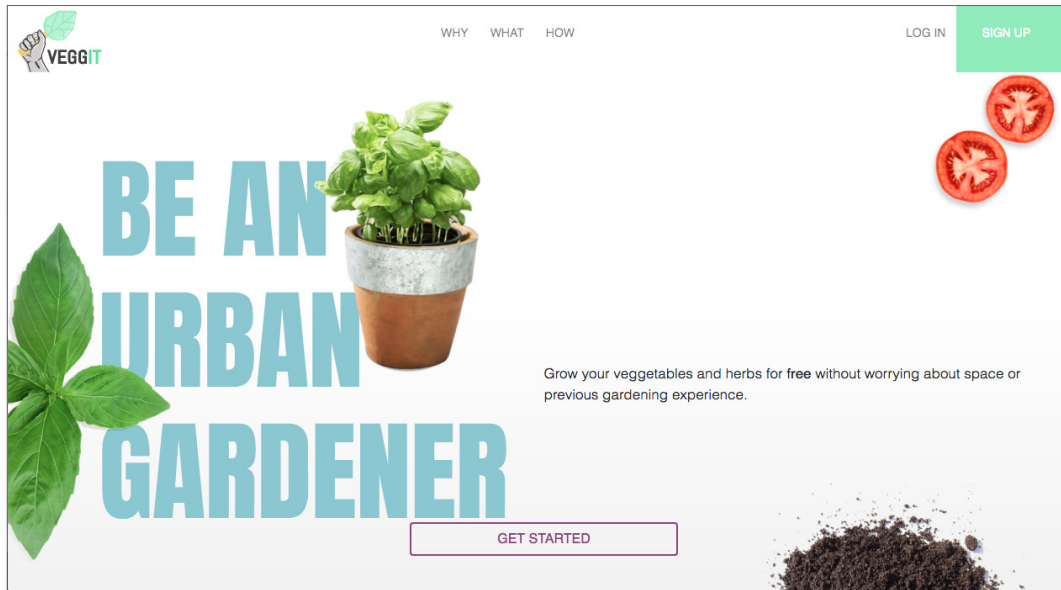 VEGGIT
WHY WHAT HOW
LOG IN
SIGN UP
BE AN
URBAN
GARDENER
Grow your veggetables and herbs for free without worrying about space or
previous gardening experience.
GET STARTED